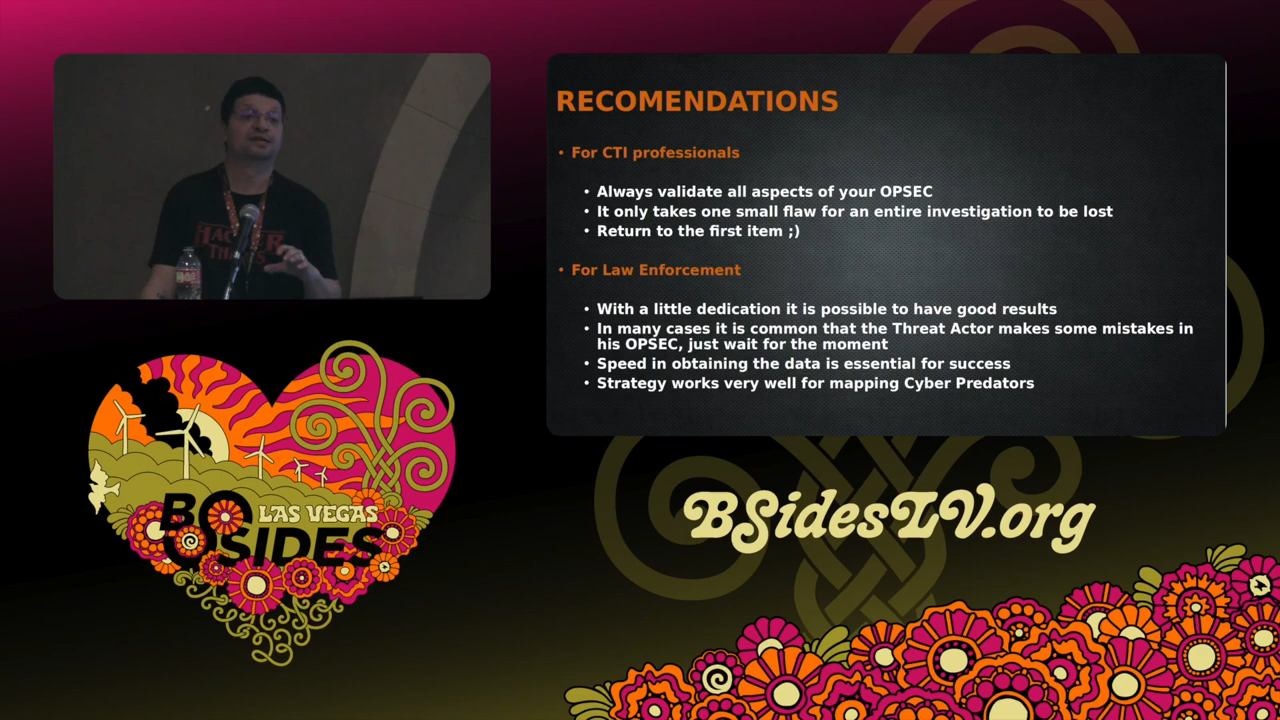 RECOMENDATIONS
• For CTI professionals
• Always validate all aspects of your OPSEC
• It only takes one small flaw for an entire investigation to be lost
• Return to the first item ;)
• For Law Enforcement
• With a little dedication it is possible to have good results
• In many cases it is common that the Threat Actor makes some mistakes in
his OPSEC, just wait for the moment
• Speed in obtaining the data is essential for success
• Strategy works very well for mapping Cyber Predators
LAS VEGAS
BSIDES
BSidesLV.org